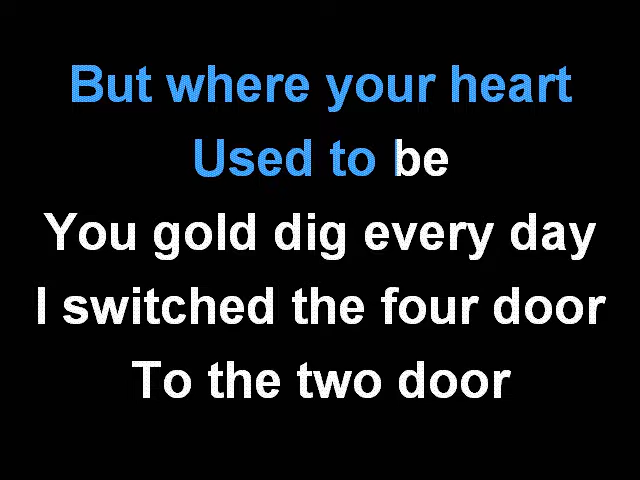 But where your heart
Used to be
You gold dig every day
I switched the four door
To the two door